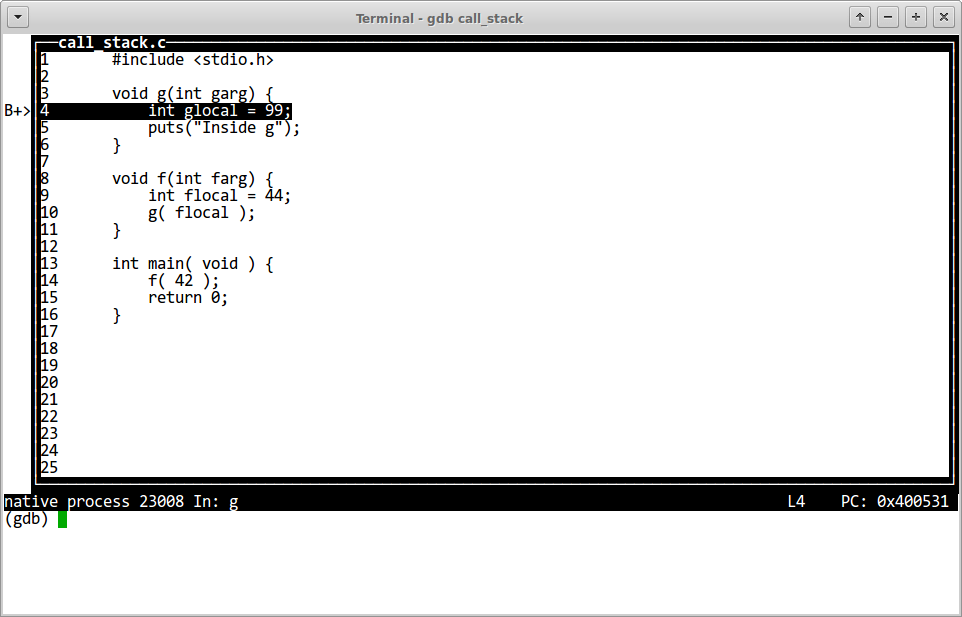 Terminal - gdb call_stack
call_stack.c
1       #include <stdio.h>
2
3       void g(int garg) {
B+> 4           int glocal = 99;
5           puts("Inside g");
6       }
7
8       void f(int farg) {
9           int flocal = 44;
10          g( flocal );
11      }
12
13      int main( void ) {
14          f( 42 );
15          return 0;
16      }
17
18
19
20
21
22
23
24
25
native process 23008 In: g    L4    PC: 0x400531
(gdb)